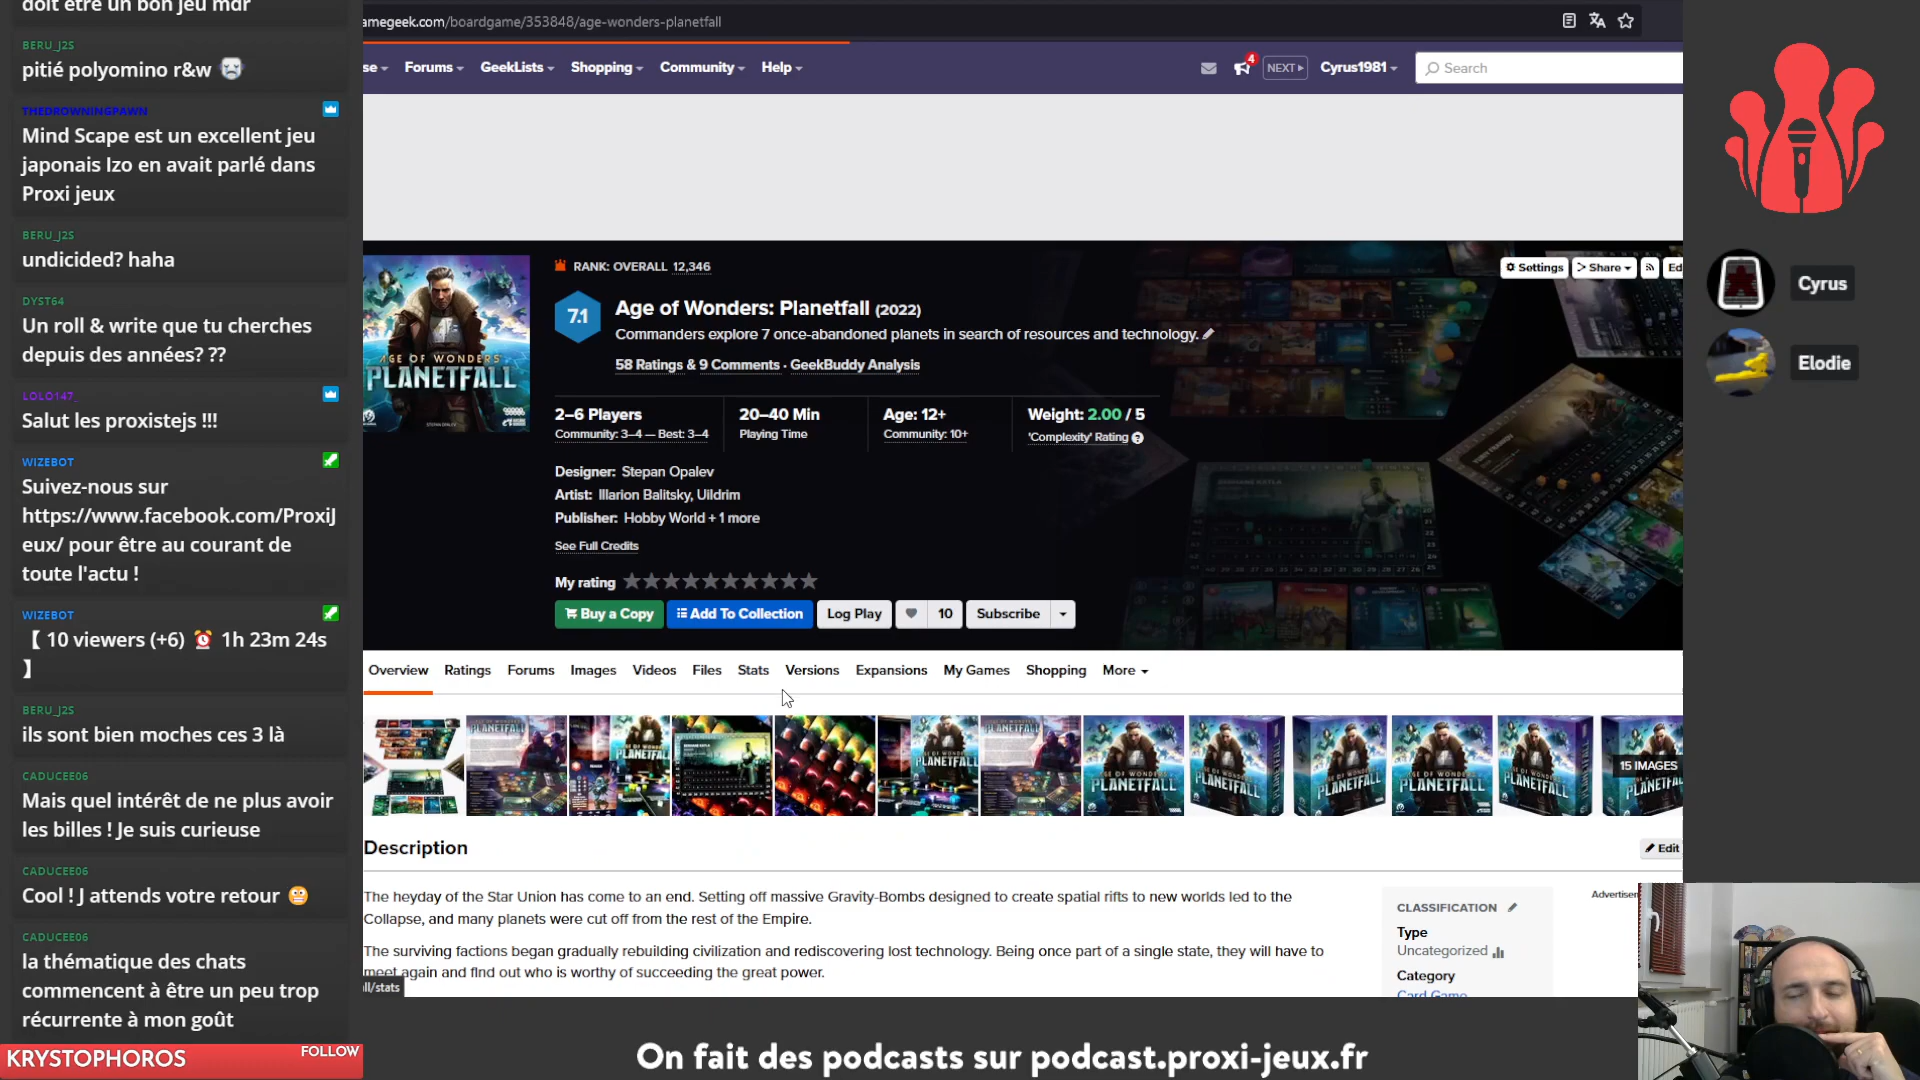 doit être un bon jeu mdr
BERU_J2S
pitié polyomino r&w
THEDROWNINGPAWN
Mind Scape est un excellent jeu
japonais Izo en avait parlé dans
Proxi jeux
BERU_J2S
undicided? haha
DYST64
Un roll & write que tu cherches
depuis des années? ??
LOLO147_
Salut les proxistejs !!!
WIZEBOT
Suivez-nous sur
https://www.facebook.com/ProxiJ
eux/ pour être au courant de
toute l'actu !
WIZEBOT
【 10 viewers (+6) ⏰ 1h 23m 24s
】
BERU_J2S
ils sont bien moches ces 3 là
CADUCEE06
Mais quel intérêt de ne plus avoir
les billes ! Je suis curieuse
CADUCEE06
Cool ! J attends votre retour 😬
CADUCEE06
la thématique des chats
commencent à être un peu trop
récurrente à mon goût
KRYSTOPHOROS FOLLOW
amegeek.com/boardgame/353848/age-wonders-planetfall
se Forums GeekLists Shopping Community Help 4 NEXT Cyrus1981 Search
RANK: OVERALL 12,346
Settings Share Ed
7.1
Age of Wonders: Planetfall (2022)
Commanders explore 7 once-abandoned planets in search of resources and technology.
58 Ratings & 9 Comments · GeekBuddy Analysis
2–6 Players
Community: 3–4 — Best: 3–4
20–40 Min
Playing Time
Age: 12+
Community: 10+
Weight: 2.00 / 5
'Complexity' Rating
Designer: Stepan Opalev
Artist: Illarion Balitsky, Uildrim
Publisher: Hobby World + 1 more
See Full Credits
My rating
Buy a Copy Add To Collection Log Play 10 Subscribe
AGE OF WONDERS
PLANETFALL
Overview Ratings Forums Images Videos Files Stats Versions Expansions My Games Shopping More
15 IMAGES
Description
Edit
The heyday of the Star Union has come to an end. Setting off massive Gravity-Bombs designed to create spatial rifts to new worlds led to the
Collapse, and many planets were cut off from the rest of the Empire.
The surviving factions began gradually rebuilding civilization and rediscovering lost technology. Being once part of a single state, they will have to
meet again and find out who is worthy of succeeding the great power.
ll/stats
CLASSIFICATION
Type
Uncategorized
Category
Card Game
Advertisem
Cyrus
Elodie
On fait des podcasts sur podcast.proxi-jeux.fr